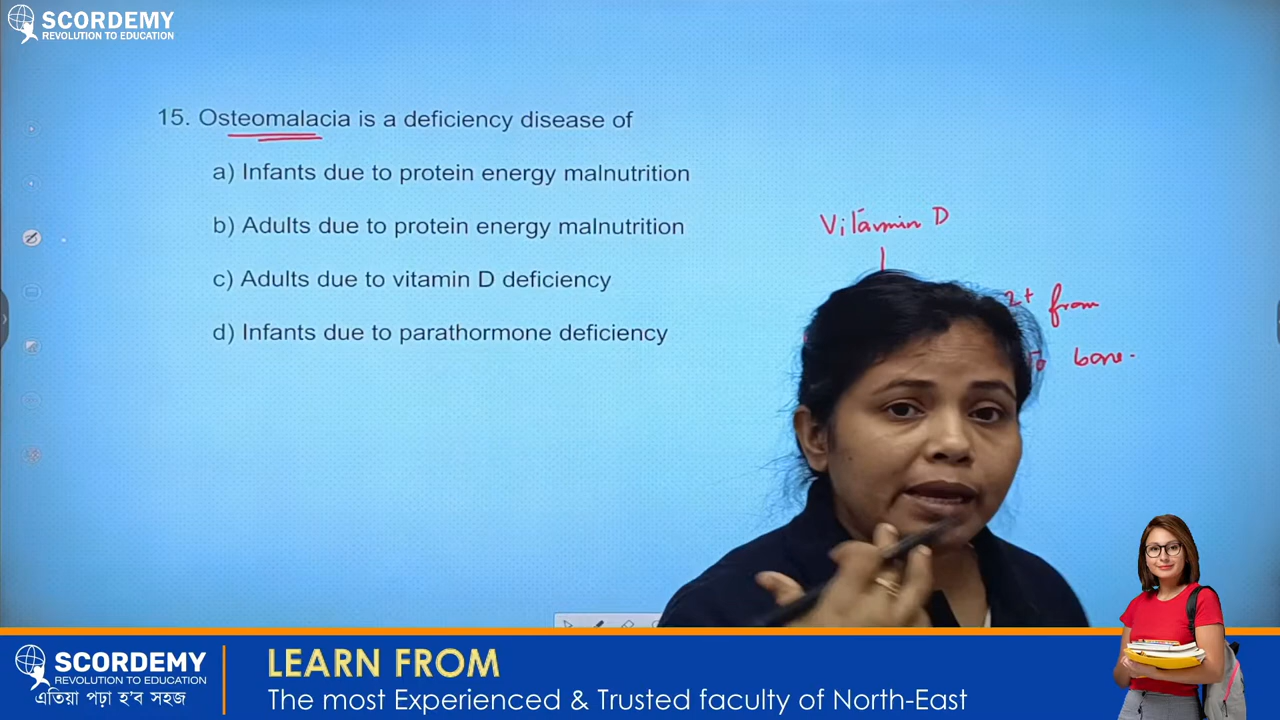 SCORDEMY
REVOLUTION TO EDUCATION
15. Osteomalacia is a deficiency disease of
a) Infants due to protein energy malnutrition
b) Adults due to protein energy malnutrition
c) Adults due to vitamin D deficiency
d) Infants due to parathormone deficiency
Vitamin D
2+ from
to bone.
SCORDEMY
REVOLUTION TO EDUCATION
এতিয়া পঢ়া হ'ব সহজ
LEARN FROM
The most Experienced & Trusted faculty of North-East